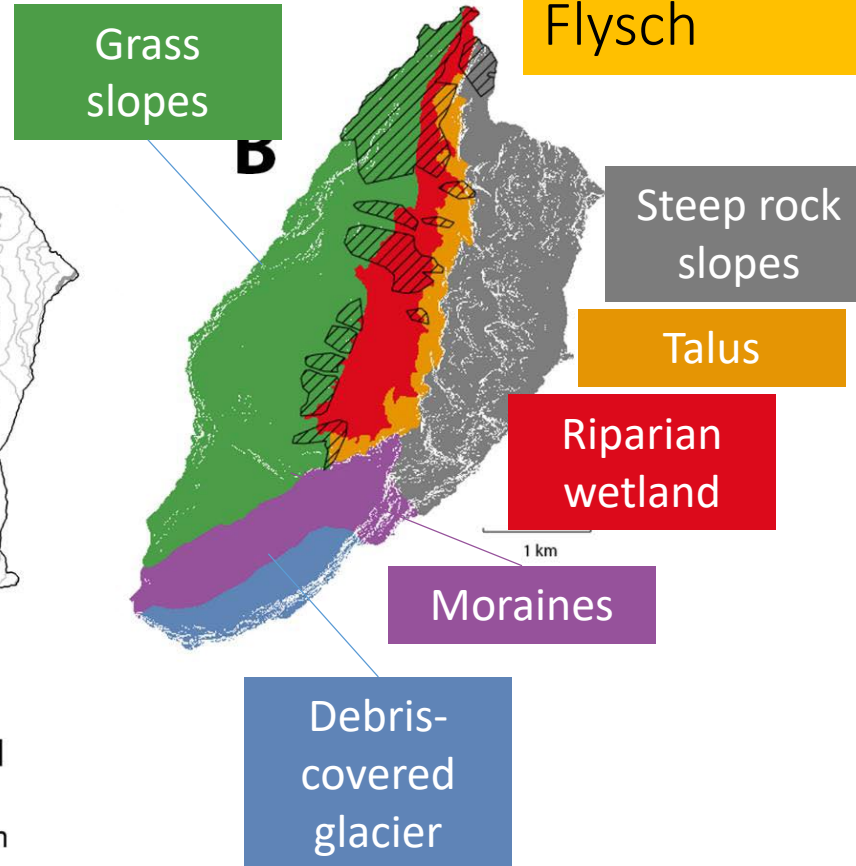 Grass
slopes
Flysch
B
Steep rock
slopes
Talus
Riparian
wetland
1 km
Moraines
Debris-
covered
glacier